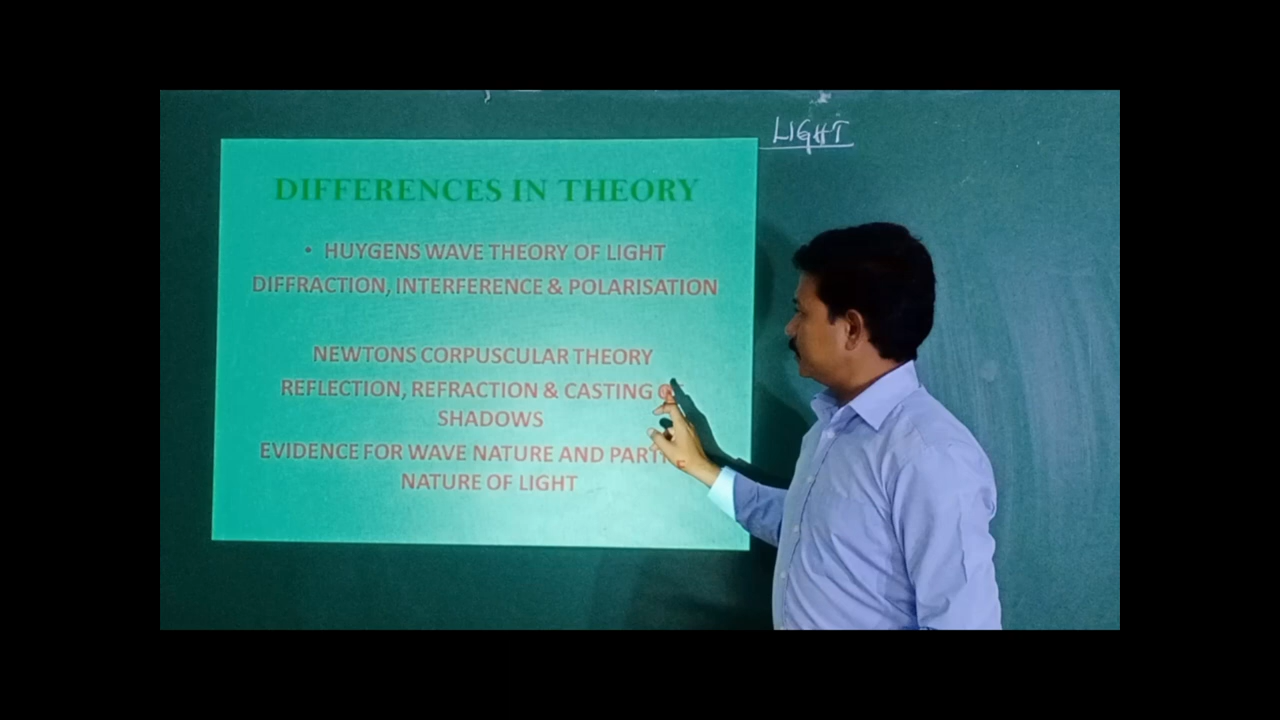 LIGHT
DIFFERENCES IN THEORY
• HUYGENS WAVE THEORY OF LIGHT
DIFFRACTION, INTERFERENCE & POLARISATION
NEWTONS CORPUSCULAR THEORY
REFLECTION, REFRACTION & CASTING
SHADOWS
EVIDENCE FOR WAVE NATURE AND
NATURE OF LIGHT